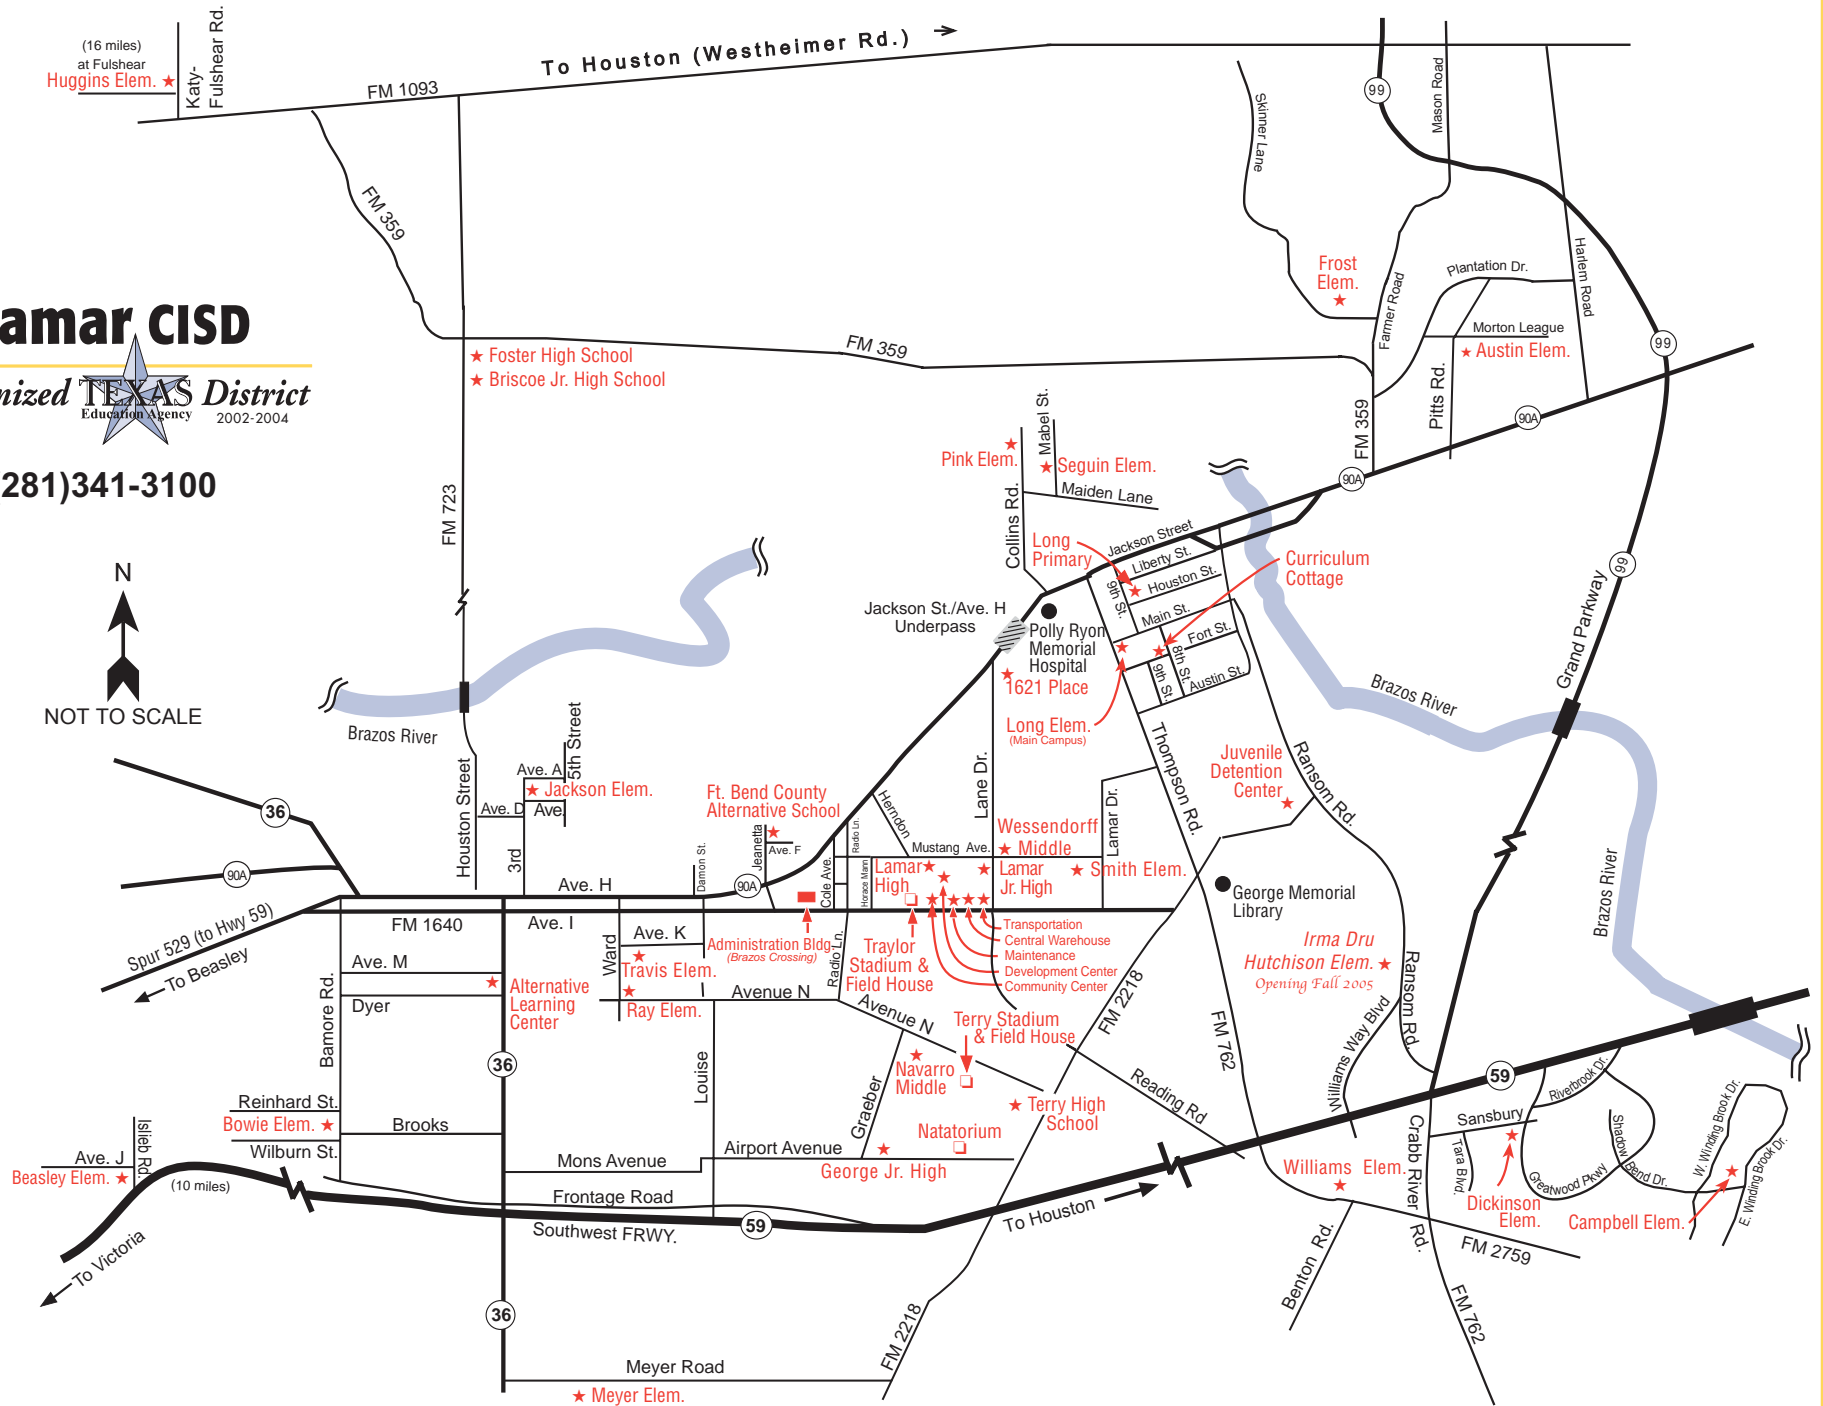 (16 miles)
at Fulshear
Huggins Elem.
Katy-
Fulshear Rd.
To Houston (Westheimer Rd.)
FM 1093
FM 359
99
Mason Road
Skinner Lane
Harlem Road
Farmer Road
Frost
Elem.
Plantation Dr.
Morton League
Austin Elem.
Pitts Rd.
99
90A
amar CISD
nized TEXAS District
Education Agency
2002-2004
281)341-3100
Foster High School
Briscoe Jr. High School
FM 359
FM 359
FM 723
Pink Elem.
Mabel St.
Seguin Elem.
Maiden Lane
Collins Rd.
90A
Long
Primary
Jackson Street
Liberty St.
Houston St.
9th St.
Main St.
Fort St.
8th St.
9th St.
Austin St.
Curriculum
Cottage
99
Grand Parkway
N
NOT TO SCALE
Jackson St./Ave. H
Underpass
Polly Ryon
Memorial
Hospital
1621 Place
Long Elem.
(Main Campus)
Brazos River
Brazos River
Brazos River
Thompson Rd.
Juvenile
Detention
Center
Ransom Rd.
36
90A
Houston Street
Ave. A
5th Street
Jackson Elem.
Ave. D
Ave.
3rd
Ave. H
Ft. Bend County
Alternative School
Jeanetta
Ave. F
Damon St.
90A
Cole Ave.
Radio Ln.
Horace Mann
Herndon
Mustang Ave.
Lane Dr.
Lamar Dr.
Wessendorff
Middle
Lamar
High
Lamar
Jr. High
Smith Elem.
George Memorial
Library
Spur 529 (to Hwy 59)
To Beasley
FM 1640
Ave. I
Ave. K
Ward
Travis Elem.
Ray Elem.
Administration Bldg.
(Brazos Crossing)
Radio Ln.
Traylor
Stadium &
Field House
Transportation
Central Warehouse
Maintenance
Development Center
Community Center
Irma Dru
Hutchison Elem.
Opening Fall 2005
Ransom Rd.
Williams Way Blvd
Bamore Rd.
Ave. M
Dyer
Alternative
Learning
Center
Avenue N
Avenue N
Terry Stadium
& Field House
FM 2218
FM 762
36
Louise
Graeber
Navarro
Middle
Reading Rd
Terry High
School
Natatorium
Airport Avenue
George Jr. High
Mons Avenue
Reinhard St.
Bowie Elem.
Wilburn St.
Brooks
Islieb Rd.
Ave. J
Beasley Elem.
(10 miles)
To Victoria
Frontage Road
Southwest FRWY.
59
To Houston
59
Sansbury
Riverbrook Dr.
Tara Blvd.
Crabb River Rd.
Williams Elem.
Dickinson
Elem.
Greatwood Pkwy
Shadow Bend Dr.
W. Winding Brook Dr.
E. Winding Brook Dr.
Campbell Elem.
FM 2759
Benton Rd.
FM 762
36
Meyer Road
Meyer Elem.
FM 2218